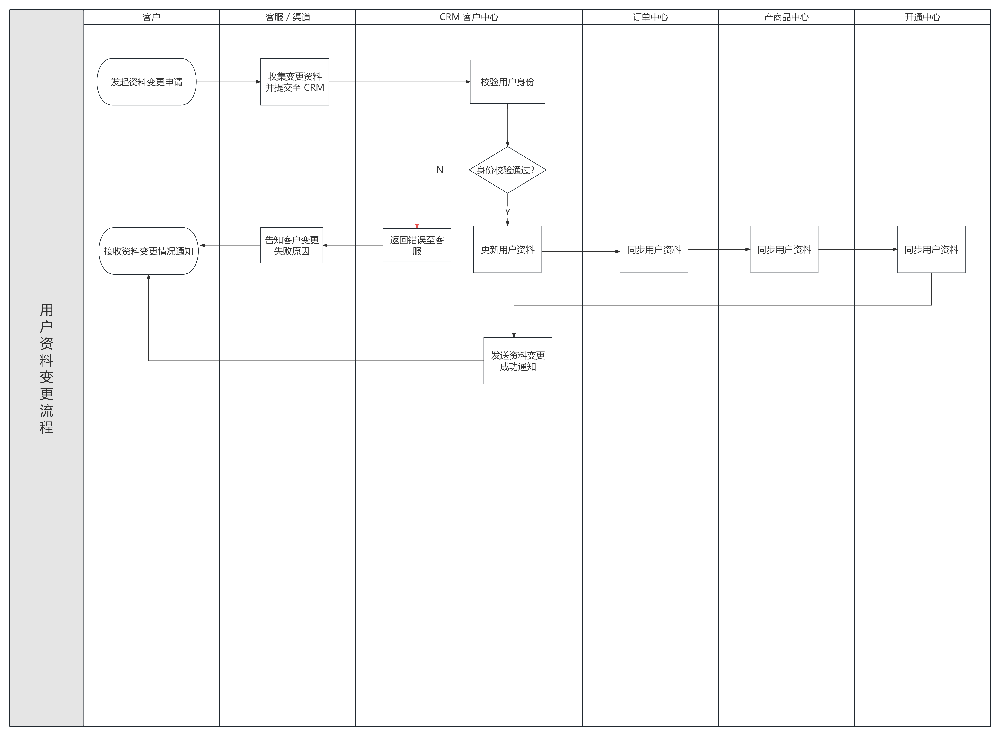 客户
客服 / 渠道
CRM 客户中心
订单中心
产商品中心
开通中心
发起资料变更申请
收集变更资料
并提交至 CRM
校验用户身份
身份校验通过?
N
Y
接收资料变更情况通知
告知客户变更
失败原因
返回错误至客
服
更新用户资料
同步用户资料
同步用户资料
同步用户资料
发送资料变更
成功通知
用户资料变更流程